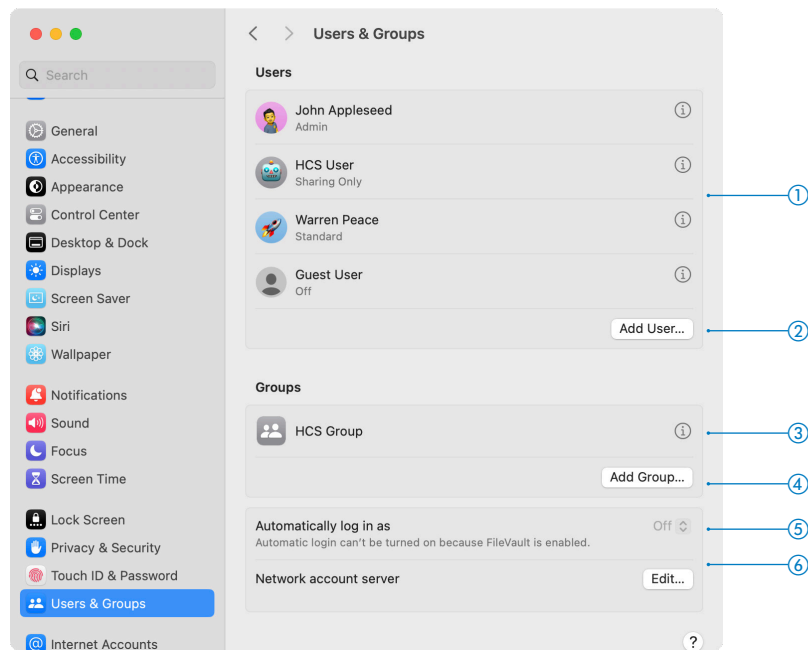 Users & Groups
Search
General
Accessibility
Appearance
Control Center
Desktop & Dock
Displays
Screen Saver
Siri
Wallpaper
Notifications
Sound
Focus
Screen Time
Lock Screen
Privacy & Security
Touch ID & Password
Users & Groups
Internet Accounts
Users
John Appleseed
Admin
HCS User
Sharing Only
Warren Peace
Standard
Guest User
Off
Add User...
Groups
HCS Group
Add Group...
Automatically log in as
Off
Automatic login can't be turned on because FileVault is enabled.
Network account server
Edit...
?
1
2
3
4
5
6